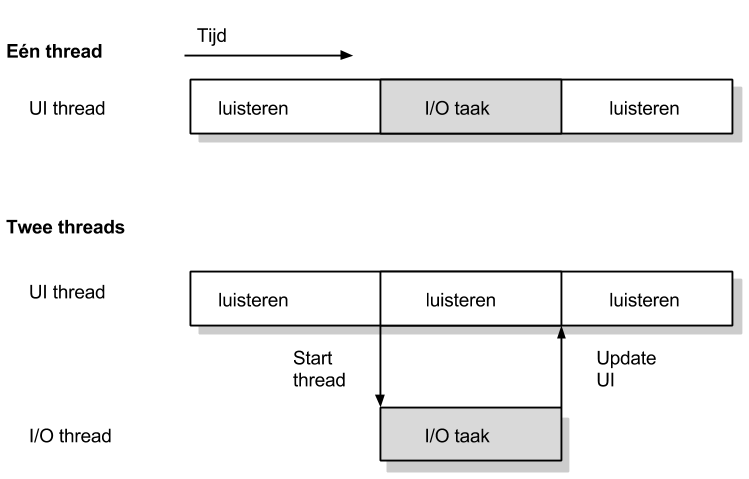 Tijd
Eén thread
UI thread
luisteren
I/O taak
luisteren
Twee threads
UI thread
luisteren
luisteren
luisteren
Start
thread
Update
UI
I/O thread
I/O taak